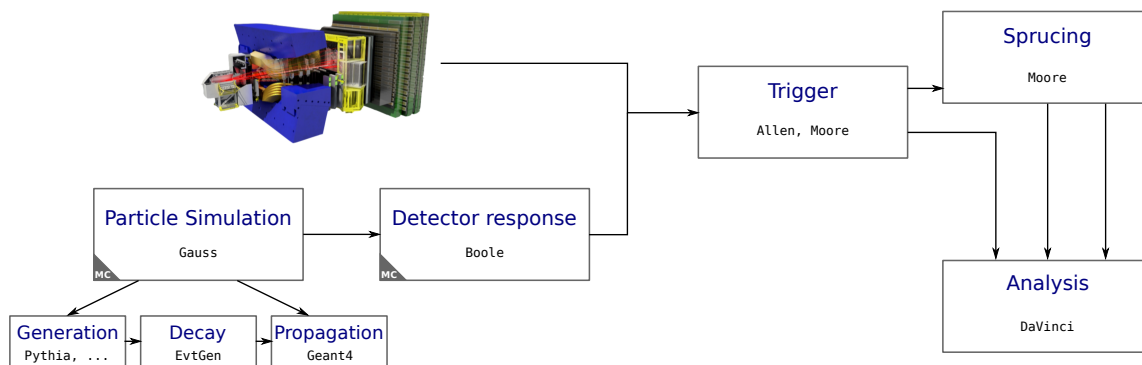 Sprucing
Moore
Trigger
Allen, Moore
Particle Simulation
Gauss
MC
Detector response
Boole
MC
Analysis
DaVinci
Generation
Pythia, ...
Decay
EvtGen
Propagation
Geant4